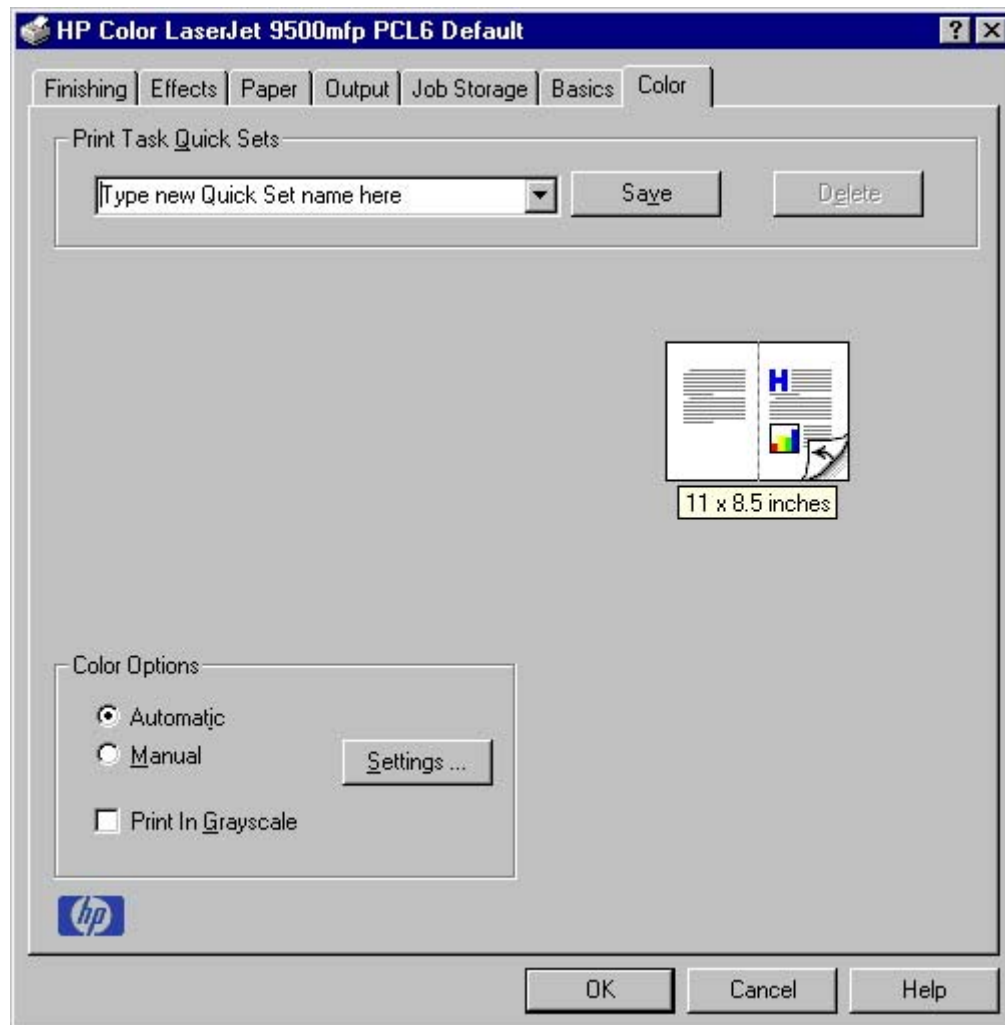 HP Color LaserJet 9500mfp PCL6 Default
Finishing Effects Paper Output Job Storage Basics Color
Print Task Quick Sets
Type new Quick Set name here Save Delete
H
11 x 8.5 inches
Color Options
Automatic
Manual Settings ...
Print In Grayscale
hp
OK Cancel Help